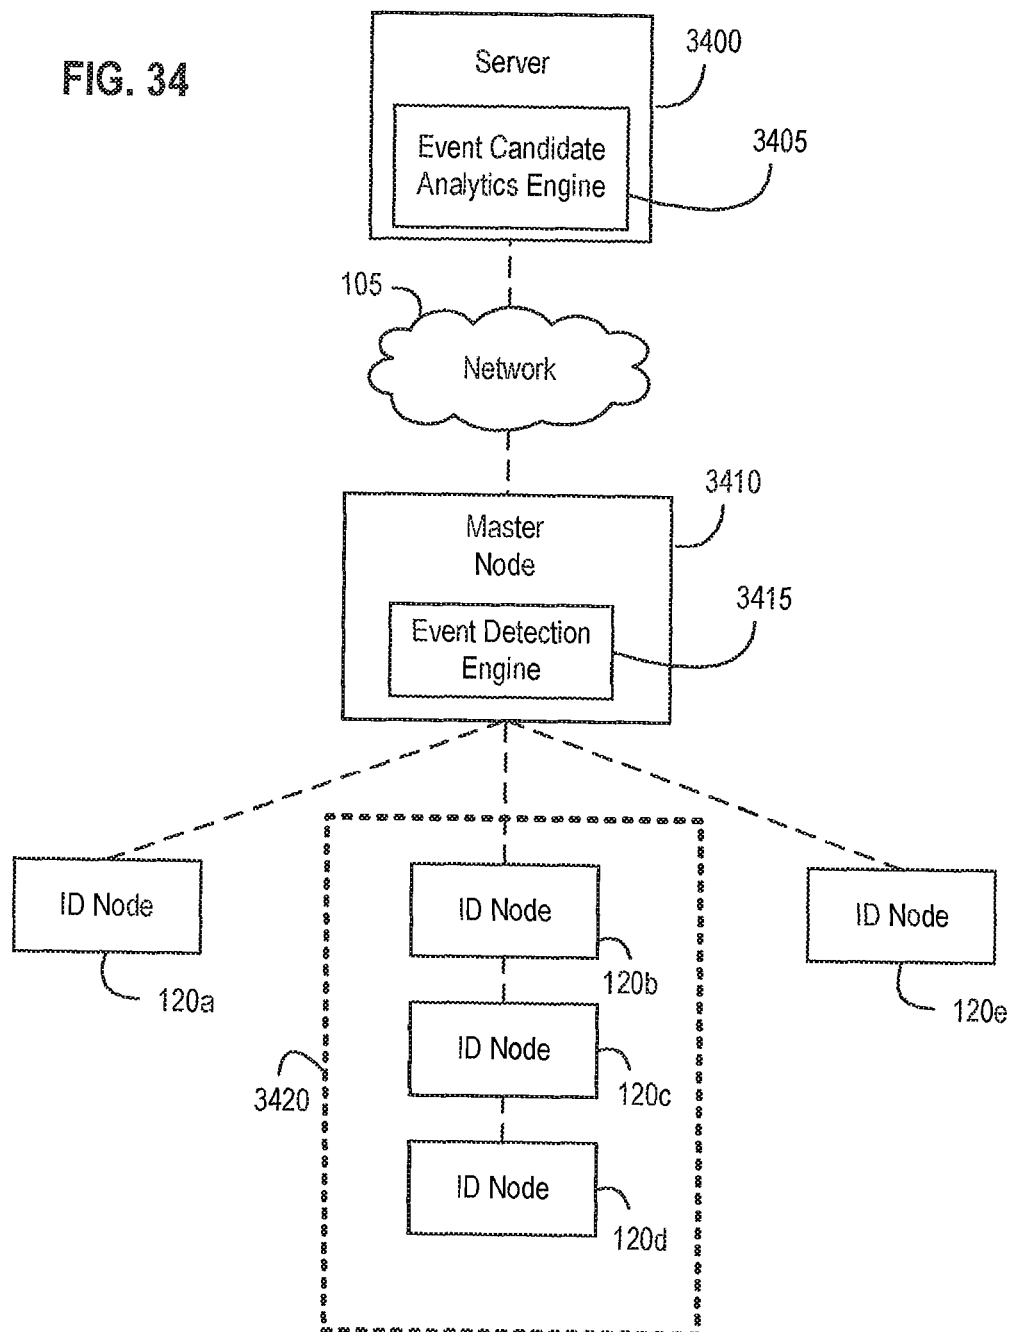 FIG. 34
3400
Server
3405
Event Candidate
Analytics Engine
105
Network
3410
Master
Node
3415
Event Detection
Engine
ID Node
120a
ID Node
120b
ID Node
120e
ID Node
120c
3420
ID Node
120d